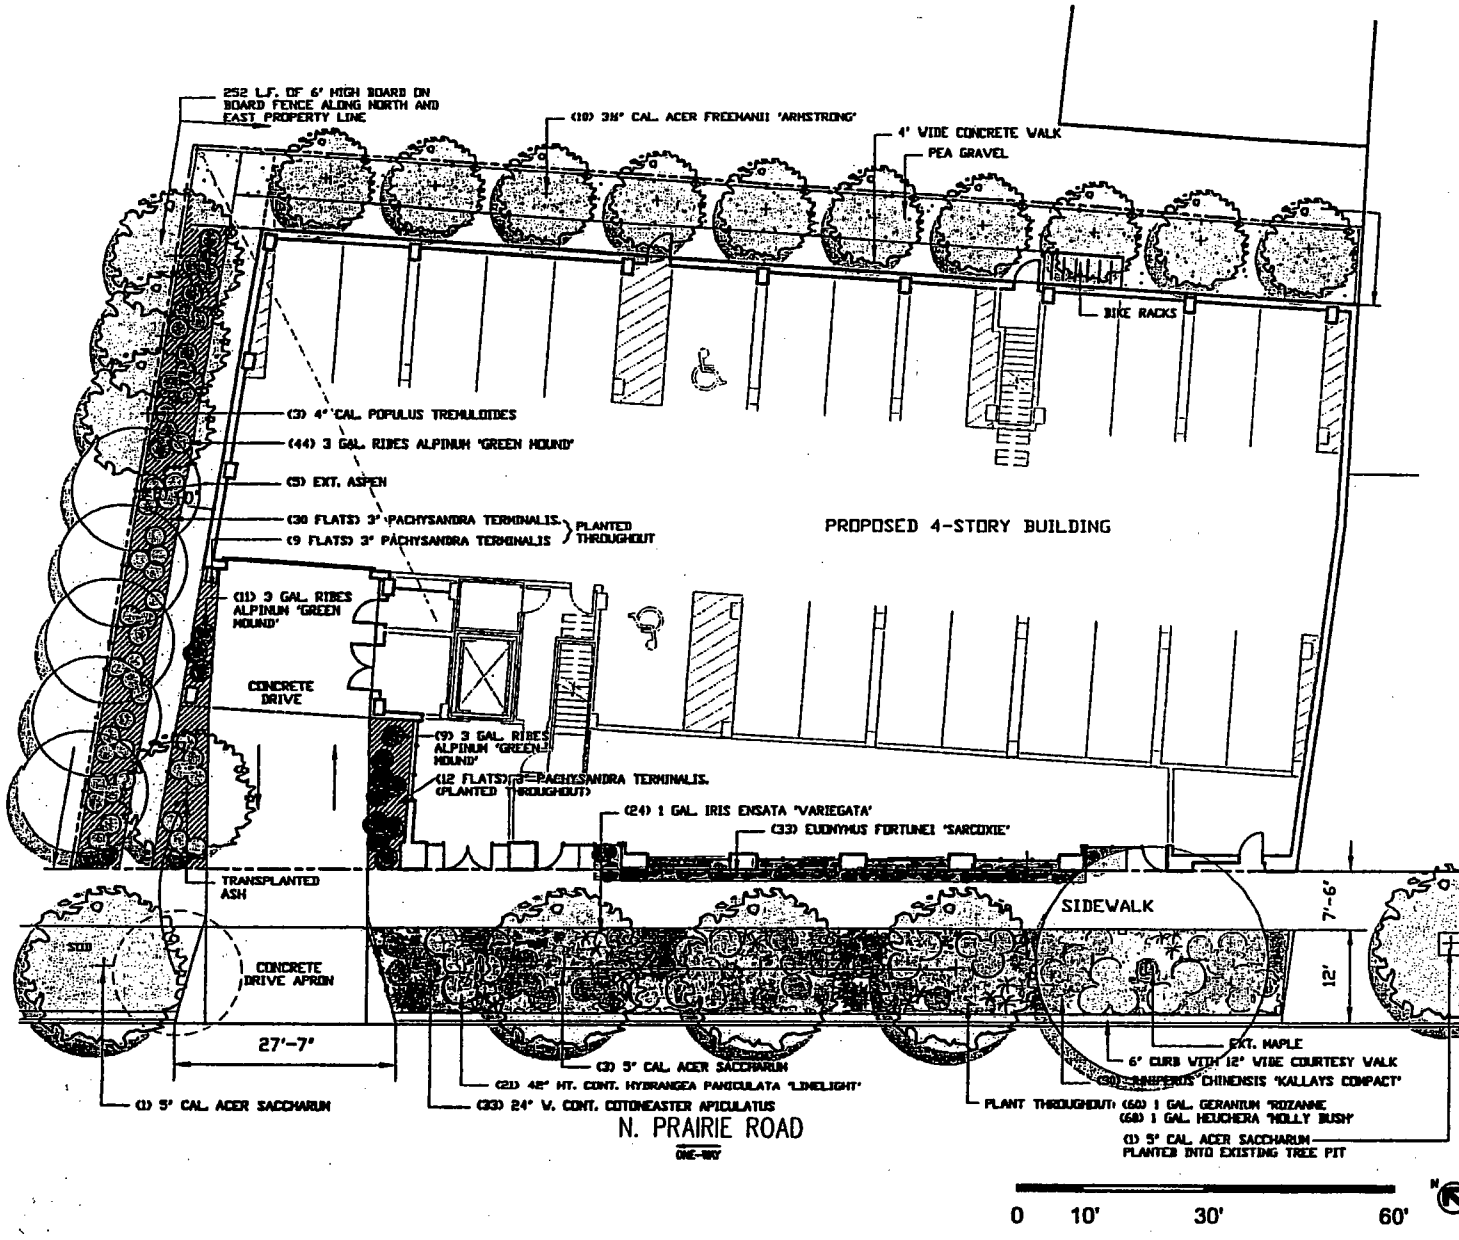 252 L.F. OF 6' HIGH BOARD ON
BOARD FENCE ALONG NORTH AND
EAST PROPERTY LINE
(10) 3½" CAL. ACER FREEMANII 'ARMSTRONG'
4' WIDE CONCRETE WALK
PEA GRAVEL
BIKE RACKS
(3) 4" CAL. POPULUS TREMULOIDES
(44) 3 GAL. RIBES ALPINUM 'GREEN MOUND'
(5) EXT. ASPEN
(30 FLATS) 3" PACHYSANDRA TERMINALIS.
(9 FLATS) 3" PACHYSANDRA TERMINALIS
PLANTED
THROUGHOUT
PROPOSED 4-STORY BUILDING
(11) 3 GAL. RIBES
ALPINUM 'GREEN
MOUND'
CONCRETE
DRIVE
(9) 3 GAL. RIBES
ALPINUM 'GREEN
MOUND'
(12 FLATS) 3" PACHYSANDRA TERMINALIS.
(PLANTED THROUGHOUT)
(24) 1 GAL. IRIS ENSATA 'VARIEGATA'
(33) EUONYMUS FORTUNEI 'SARCOXIE'
TRANSPLANTED
ASH
SIDEWALK
7'-6"
SOD
CONCRETE
DRIVE APRON
12'
27'-7"
EXT. MAPLE
6" CURB WITH 12" WIDE COURTESY WALK
(3) 5" CAL. ACER SACCHARUM
(30) JUNIPERUS CHINENSIS 'KALLAYS COMPACT'
(21) 42" HT. CONT. HYDRANGEA PANICULATA 'LIMELIGHT'
(1) 5" CAL. ACER SACCHARUM
(33) 24" W. CONT. COTONEASTER APICULATUS
PLANT THROUGHOUT: (60) 1 GAL. GERANIUM 'ROZANNE
(68) 1 GAL. HEUCHERA 'HOLLY BUSH'
N. PRAIRIE ROAD
ONE-WAY
(1) 5" CAL. ACER SACCHARUM
PLANTED INTO EXISTING TREE PIT
N
0 10' 30' 60'